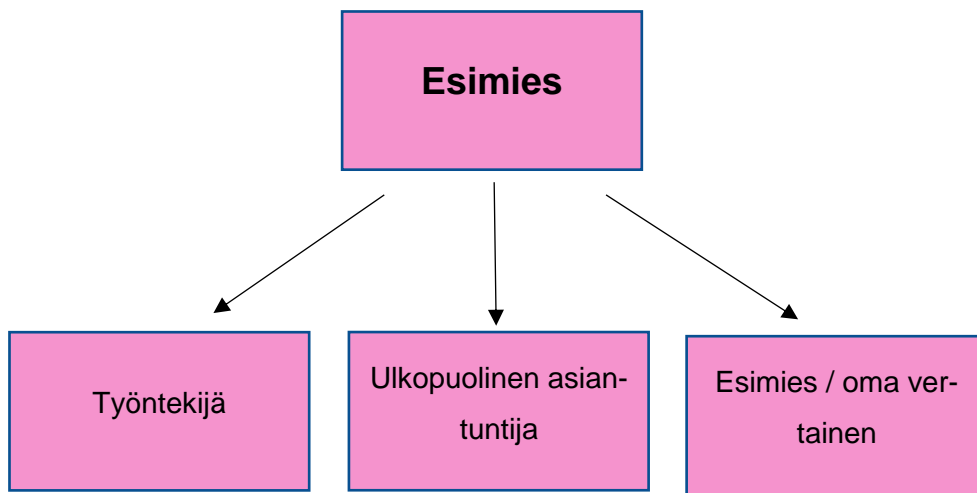 Esimies
Työntekijä
Ulkopuolinen asian-
tuntija
Esimies / oma ver-
tainen